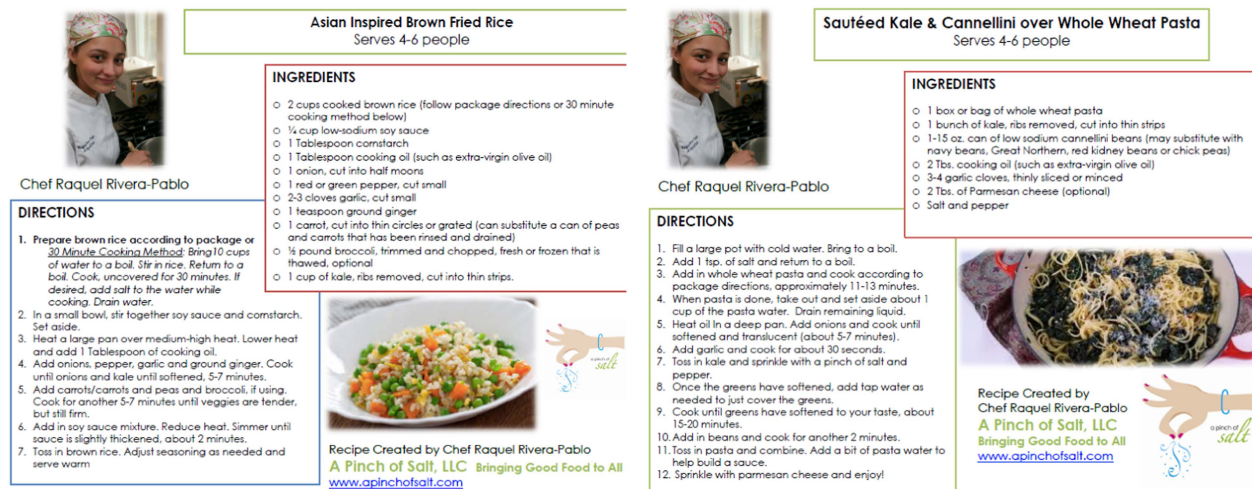 Asian Inspired Brown Fried Rice
Serves 4-6 people
INGREDIENTS
○ 2 cups cooked brown rice (follow package directions or 30 minute
cooking method below)
○ ¼ cup low-sodium soy sauce
○ 1 Tablespoon cornstarch
○ 1 Tablespoon cooking oil (such as extra-virgin olive oil)
○ 1 onion, cut into half moons
○ 1 red or green pepper, cut small
○ 2-3 cloves garlic, cut small
○ 1 teaspoon ground ginger
○ 1 carrot, cut into thin circles or grated (can substitute a can of peas
and carrots that has been rinsed and drained)
○ ½ pound broccoli, trimmed and chopped, fresh or frozen that is
thawed, optional
○ 1 cup of kale, ribs removed, cut into thin strips.
Chef Raquel Rivera-Pablo
DIRECTIONS
1. Prepare brown rice according to package or
30 Minute Cooking Method: Bring10 cups
of water to a boil. Stir in rice. Return to a
boil. Cook, uncovered for 30 minutes. If
desired, add salt to the water while
cooking. Drain water.
2. In a small bowl, stir together soy sauce and cornstarch.
Set aside.
3. Heat a large pan over medium-high heat. Lower heat
and add 1 Tablespoon of cooking oil.
4. Add onions, pepper, garlic and ground ginger. Cook
until onions and kale until softened, 5-7 minutes.
5. Add carrots/carrots and peas and broccoli, if using.
Cook for another 5-7 minutes until veggies are tender,
but still firm.
6. Add in soy sauce mixture. Reduce heat. Simmer until
sauce is slightly thickened, about 2 minutes.
7. Toss in brown rice. Adjust seasoning as needed and
serve warm
a pinch of
salt
Recipe Created by Chef Raquel Rivera-Pablo
A Pinch of Salt, LLC Bringing Good Food to All
www.apinchofsalt.com
Sautéed Kale & Cannellini over Whole Wheat Pasta
Serves 4-6 people
INGREDIENTS
○ 1 box or bag of whole wheat pasta
○ 1 bunch of kale, ribs removed, cut into thin strips
○ 1-15 oz. can of low sodium cannellini beans (may substitute with
navy beans, Great Northern, red kidney beans or chick peas)
○ 2 Tbs. cooking oil (such as extra-virgin olive oil)
○ 3-4 garlic cloves, thinly sliced or minced
○ 2 Tbs. of Parmesan cheese (optional)
○ Salt and pepper
Chef Raquel Rivera-Pablo
DIRECTIONS
1. Fill a large pot with cold water. Bring to a boil.
2. Add 1 tsp. of salt and return to a boil.
3. Add in whole wheat pasta and cook according to
package directions, approximately 11-13 minutes.
4. When pasta is done, take out and set aside about 1
cup of the pasta water. Drain remaining liquid.
5. Heat oil In a deep pan. Add onions and cook until
softened and translucent (about 5-7 minutes).
6. Add garlic and cook for about 30 seconds.
7. Toss in kale and sprinkle with a pinch of salt and
pepper.
8. Once the greens have softened, add tap water as
needed to just cover the greens.
9. Cook until greens have softened to your taste, about
15-20 minutes.
10. Add in beans and cook for another 2 minutes.
11. Toss in pasta and combine. Add a bit of pasta water to
help build a sauce.
12. Sprinkle with parmesan cheese and enjoy!
Recipe Created by
Chef Raquel Rivera-Pablo
A Pinch of Salt, LLC
Bringing Good Food to All
www.apinchofsalt.com
a pinch of
salt